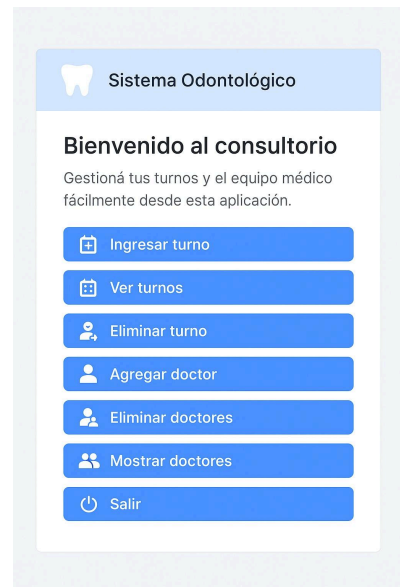 Sistema Odontológico
Bienvenido al consultorio
Gestioná tus turnos y el equipo médico
fácilmente desde esta aplicación.
Ingresar turno
Ver turnos
Eliminar turno
Agregar doctor
Eliminar doctores
Mostrar doctores
Salir